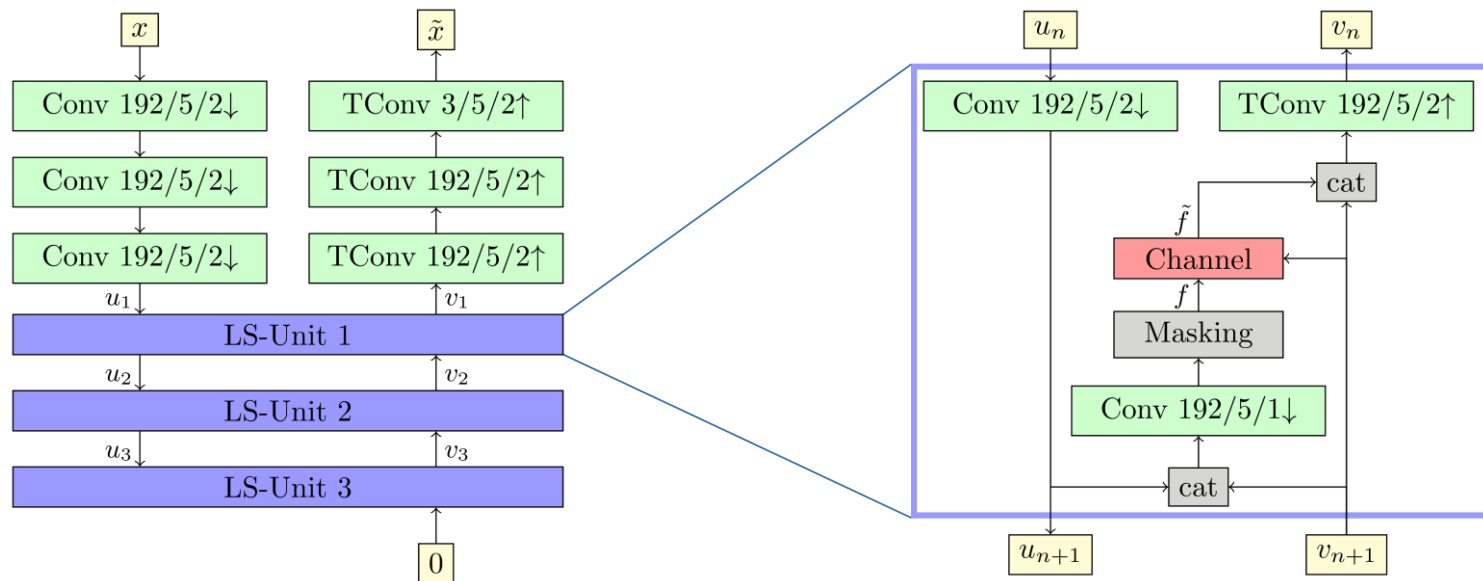 x
x̃
Conv 192/5/2↓
TConv 3/5/2↑
Conv 192/5/2↓
TConv 192/5/2↑
Conv 192/5/2↓
TConv 192/5/2↑
u₁
v₁
LS-Unit 1
u₂
v₂
LS-Unit 2
u₃
v₃
LS-Unit 3
0
uₙ
vₙ
Conv 192/5/2↓
TConv 192/5/2↑
cat
f̃
Channel
f
Masking
Conv 192/5/1↓
cat
uₙ₊₁
vₙ₊₁